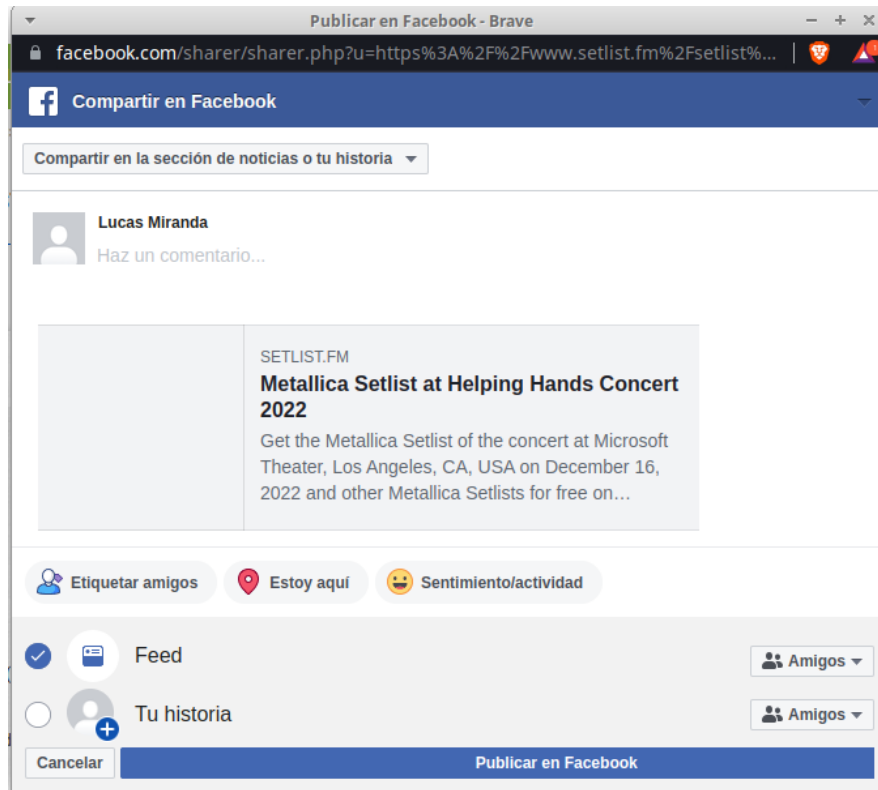 Publicar en Facebook - Brave
facebook.com/sharer/sharer.php?u=https%3A%2F%2Fwww.setlist.fm%2Fsetlist%...
Compartir en Facebook
Compartir en la sección de noticias o tu historia
Lucas Miranda
Haz un comentario...
SETLIST.FM
Metallica Setlist at Helping Hands Concert
2022
Get the Metallica Setlist of the concert at Microsoft
Theater, Los Angeles, CA, USA on December 16,
2022 and other Metallica Setlists for free on…
Etiquetar amigos Estoy aquí Sentimiento/actividad
Feed Amigos
Tu historia Amigos
Cancelar Publicar en Facebook